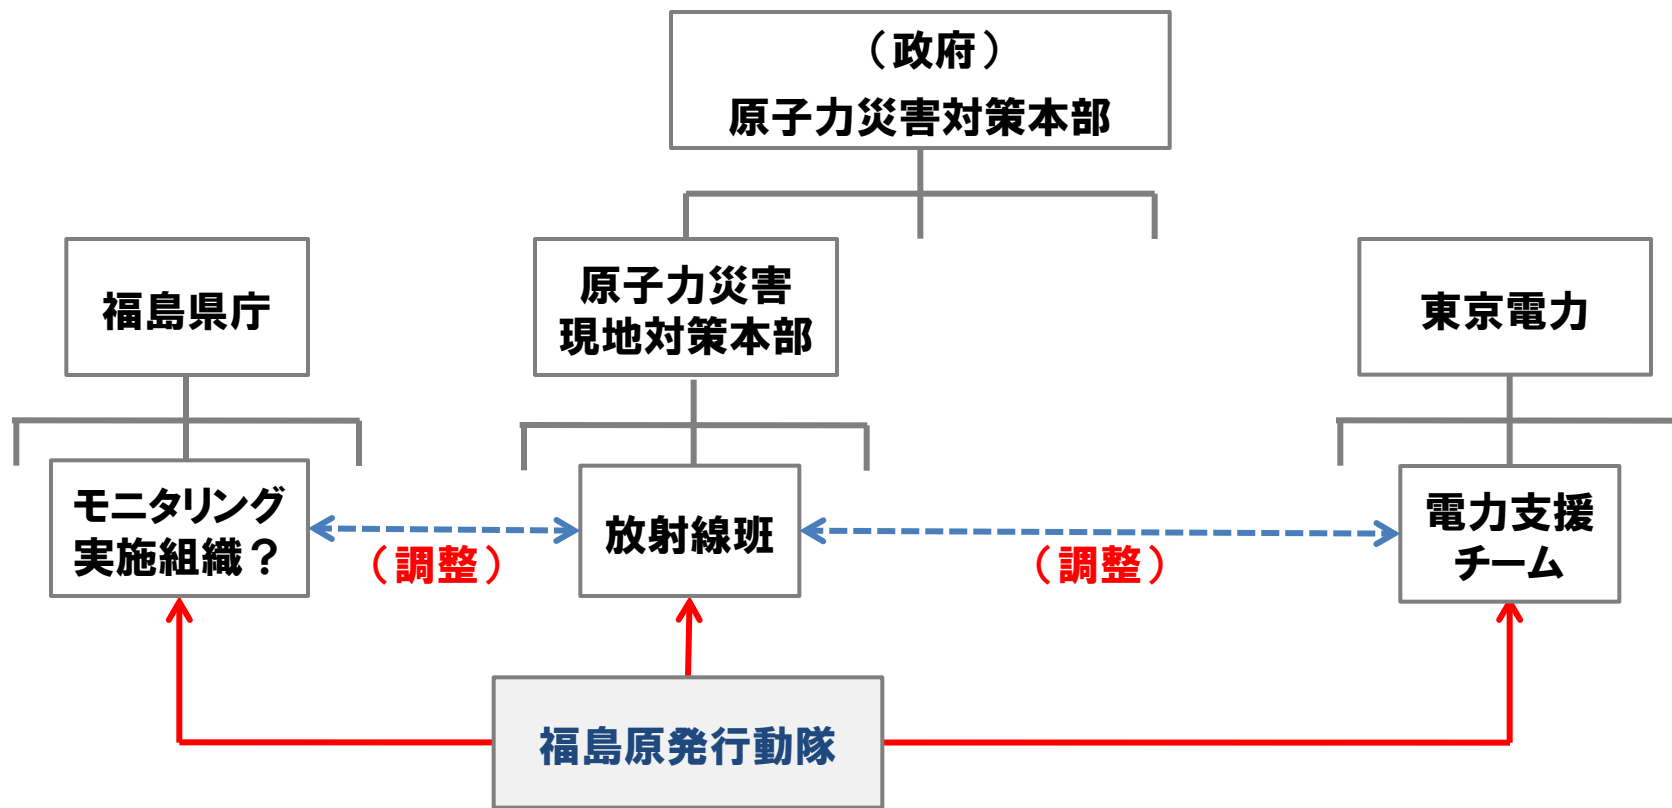 （政府）
原子力災害対策本部
福島県庁
原子力災害
現地対策本部
東京電力
モニタリング
実施組織？
（調整）
放射線班
（調整）
電力支援
チーム
福島原発行動隊